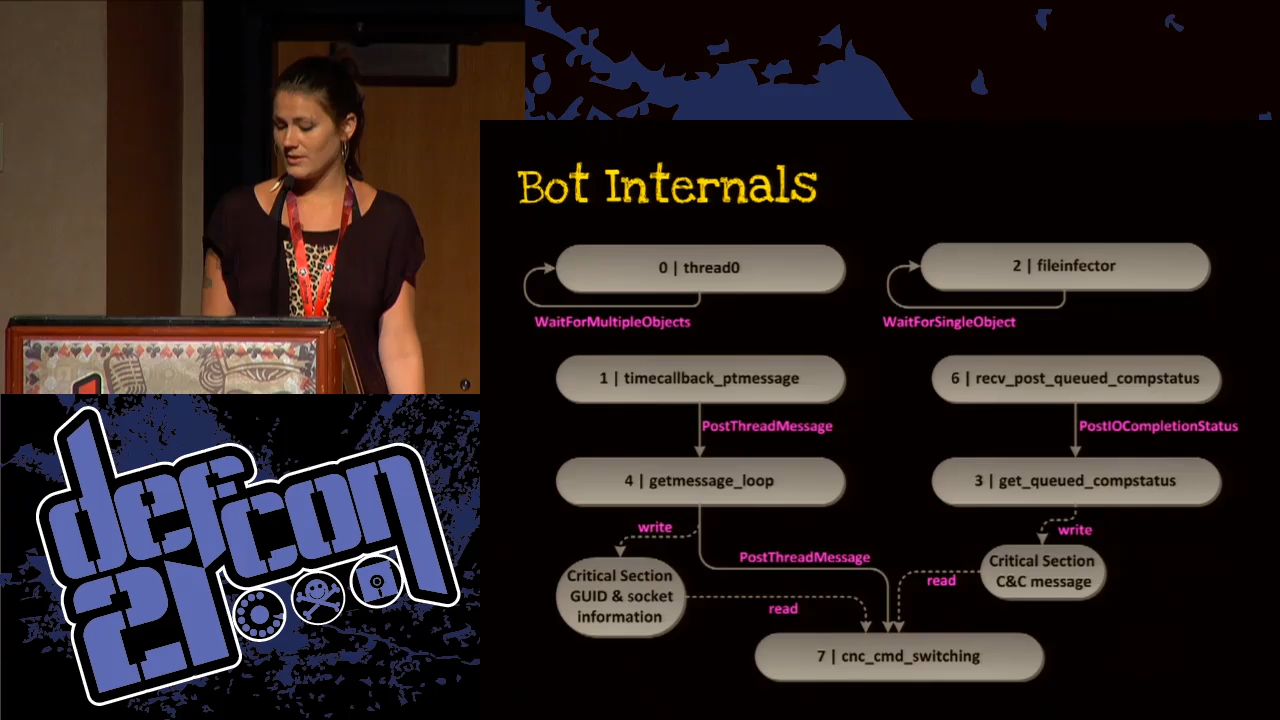 Bot Internals
0 | thread0
WaitForMultipleObjects
2 | fileinfector
WaitForSingleObject
1 | timecallback_ptmessage
PostThreadMessage
6 | recv_post_queued_compstatus
PostIOCompletionStatus
4 | getmessage_loop
3 | get_queued_compstatus
write
PostThreadMessage
write
Critical Section
GUID & socket
information
read
Critical Section
C&C message
read
7 | cnc_cmd_switching
defcon
21